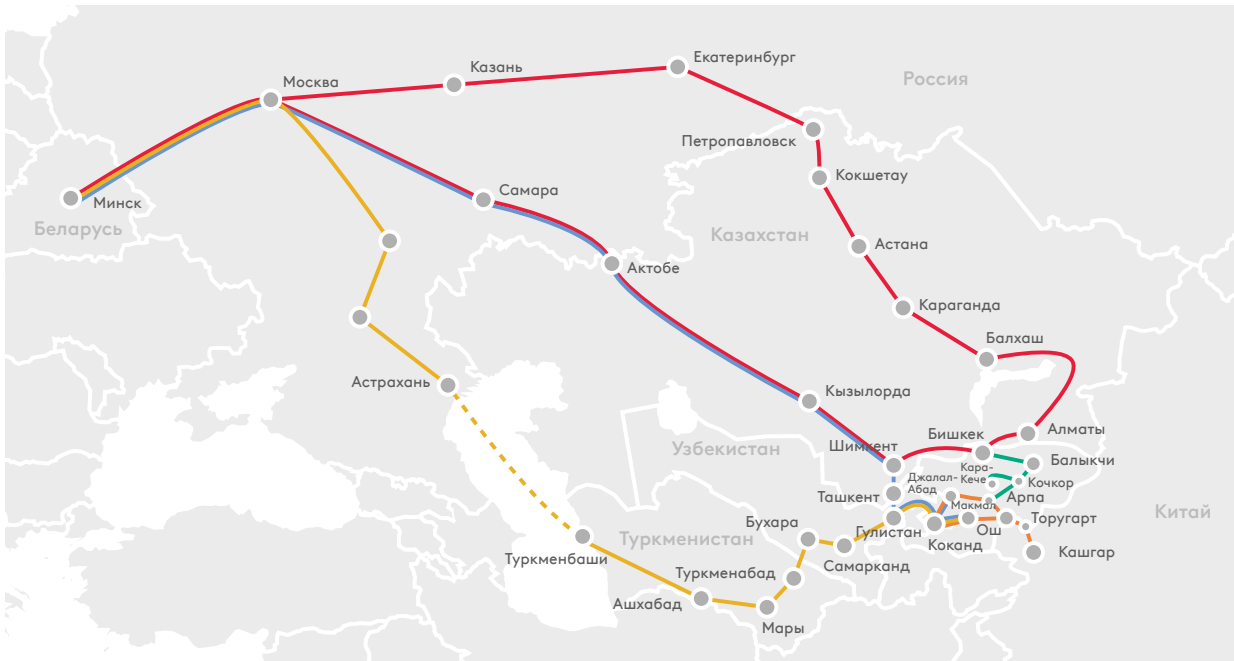 Екатеринбург
Казань
Россия
Москва
Петропавловск
Кокшетау
Самара
Минск
Беларусь
Казахстан
Астана
Актобе
Караганда
Балхаш
Астрахань
Кызылорда
Алматы
Бишкек
Шимкент
Узбекистан
Балыкчи
Кара-
Кече
Джалал-
Абад
Кочкор
Ташкент
Арпа
Макмал
Китай
Торугарт
Бухара
Гулистан
Ош
Туркменистан
Коканд
Кашгар
Туркменбаши
Самарканд
Туркменабад
Ашхабад
Мары